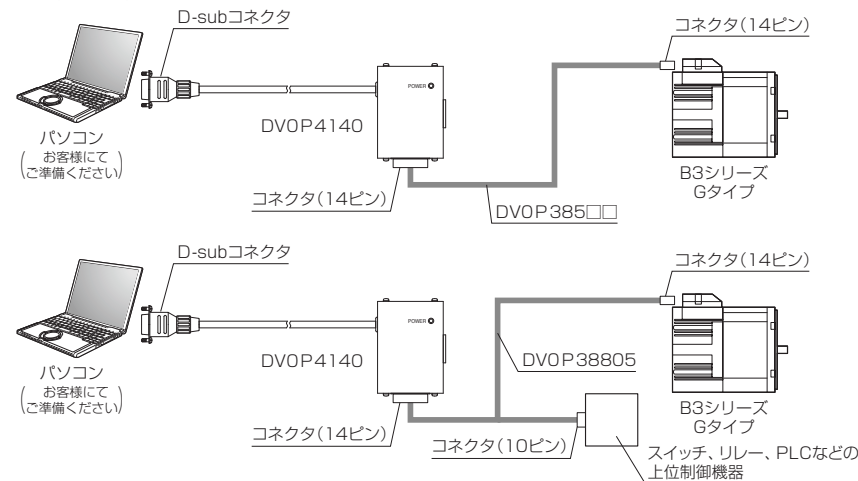 D-subコネクタ
コネクタ（14ピン）
POWER
DV0P4140
パソコン
（お客様にて
ご準備ください）
コネクタ（14ピン）
DV0P385□□
B3シリーズ
Gタイプ
D-subコネクタ
コネクタ（14ピン）
POWER
DV0P4140
DV0P38805
パソコン
（お客様にて
ご準備ください）
コネクタ（14ピン）
コネクタ（10ピン）
B3シリーズ
Gタイプ
スイッチ、リレー、PLCなどの
上位制御機器